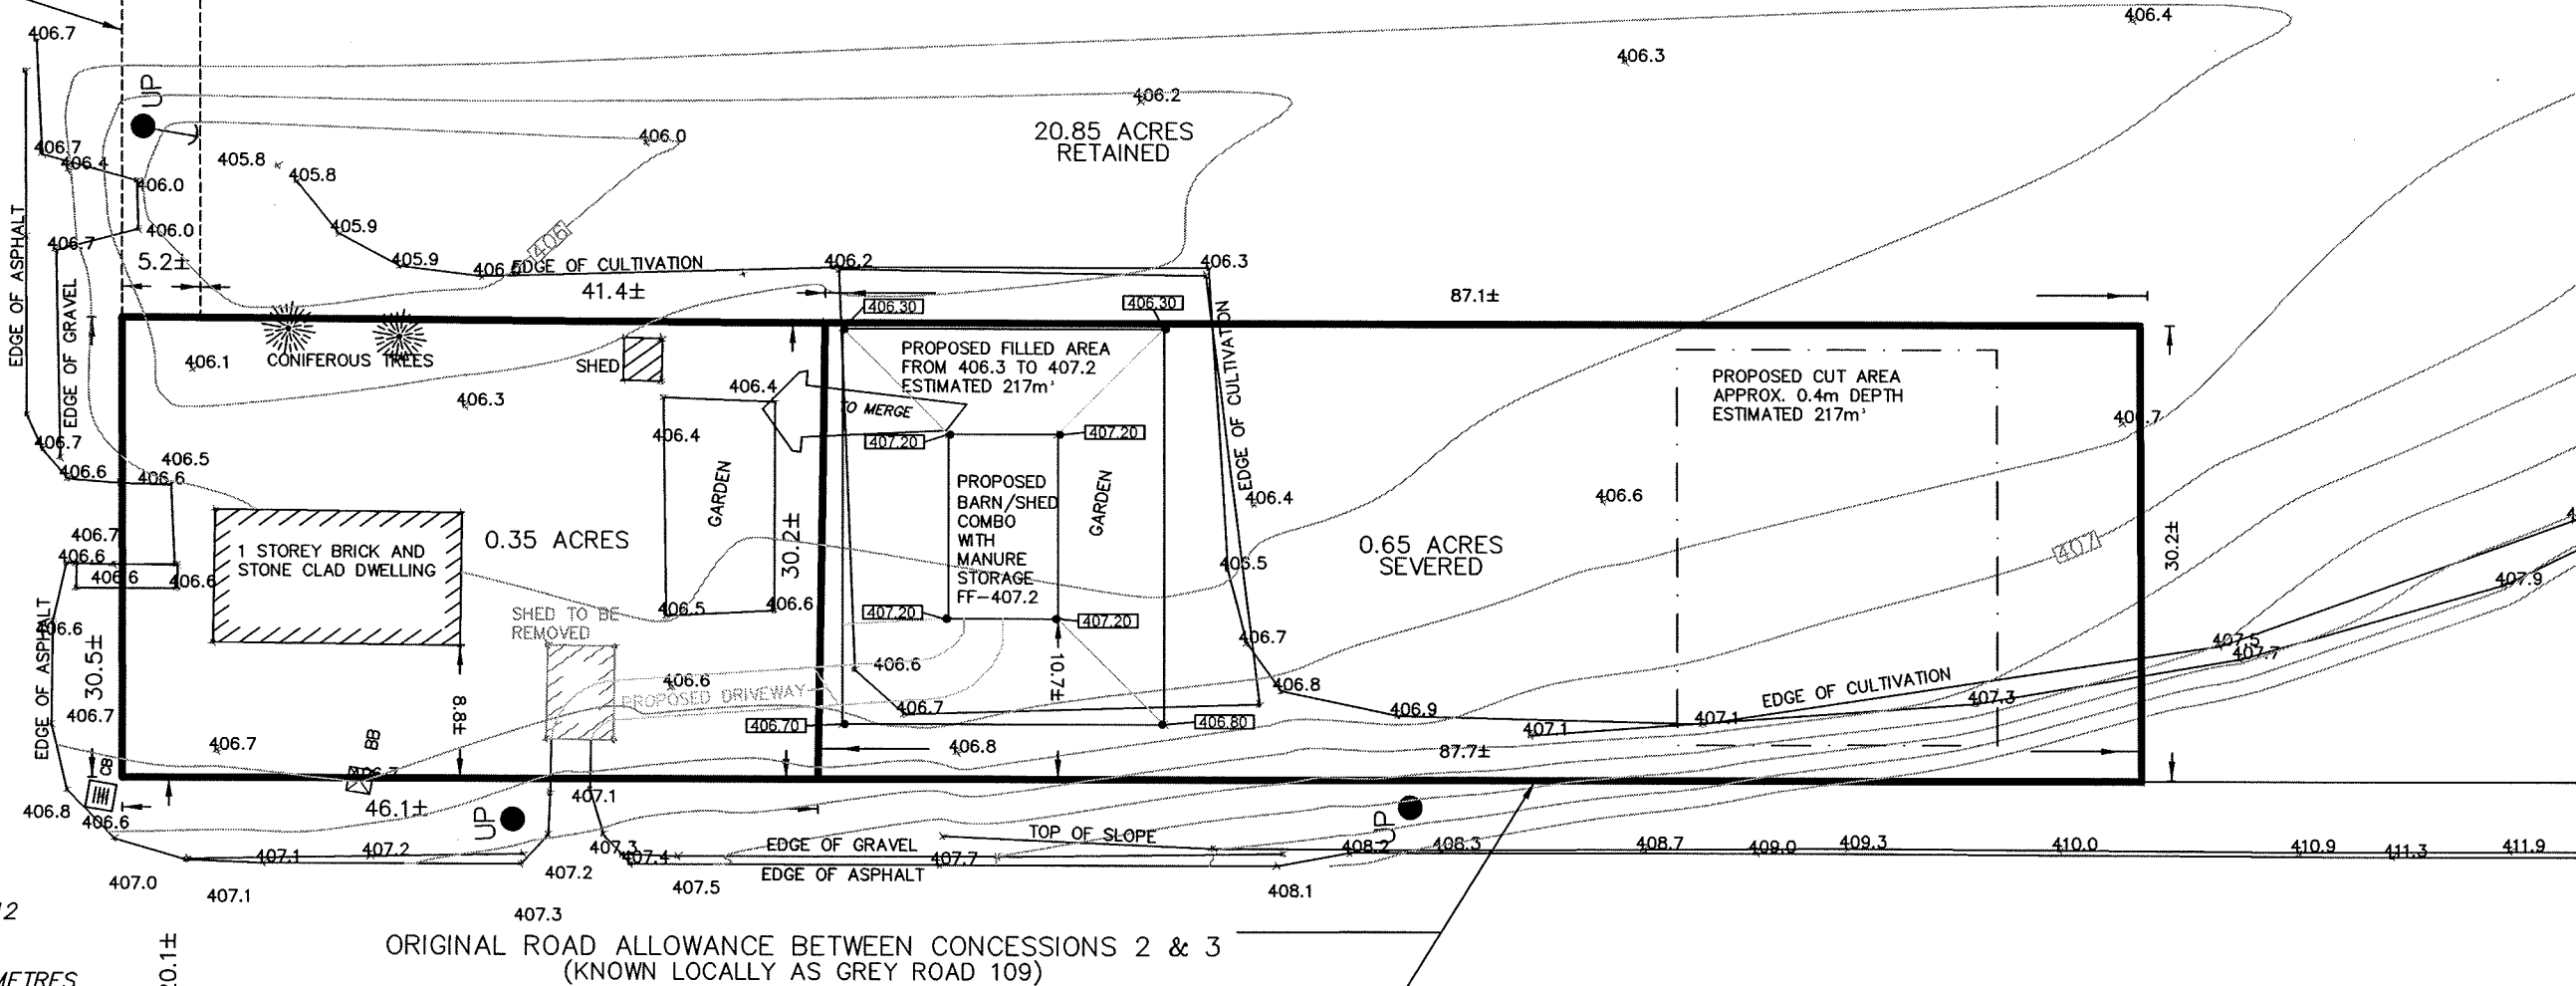 406.4
406.7
406.3
UP
406.2
20.85 ACRES
RETAINED
406.0
406.7
406.4
405.8
405.8
406.0
406.0
405.9
406.7
406
5.2±
405.9
EDGE OF CULTIVATION
406.2
406.3
EDGE OF ASPHALT
EDGE OF GRAVEL
41.4±
406.30
406.30
87.1±
406.1
CONIFEROUS TREES
SHED
PROPOSED FILLED AREA
FROM 406.3 TO 407.2
ESTIMATED 217m³
EDGE OF CULTIVATION
PROPOSED CUT AREA
APPROX. 0.4m DEPTH
ESTIMATED 217m³
406.3
406.4
TO MERGE
406.7
406.7
406.4
407.20
407.20
406.6
406.5
406.6
GARDEN
PROPOSED
BARN/SHED
COMBO
WITH
MANURE
STORAGE
FF-407.2
GARDEN
406.4
406.6
406.7
406.6
406.6
406.6
1 STOREY BRICK AND
STONE CLAD DWELLING
0.35 ACRES
30.2±
406.5
0.65 ACRES
SEVERED
407
30.2±
407.9
406.5
406.6
SHED TO BE
REMOVED
407.20
407.20
EDGE OF ASPHALT
406.6
30.5±
406.7
407.5
407.7
8.8±
406.6
406.6
PROPOSED DRIVEWAY
10.7±
406.8
EDGE OF CULTIVATION
407.3
406.7
406.7
406.70
406.80
406.9
407.1
407.1
406.7
BB
406.8
87.7±
CB
406.7
406.8
406.6
46.1±
UP
407.1
UP
407.1
407.2
407.3
407.4
EDGE OF GRAVEL
407.7
TOP OF SLOPE
408.2
408.3
408.7
409.0
409.3
410.0
410.9
411.3
411.9
EDGE OF ASPHALT
407.0
407.1
407.2
407.5
408.1
407.3
12
20.1±
ORIGINAL ROAD ALLOWANCE BETWEEN CONCESSIONS 2 & 3
(KNOWN LOCALLY AS GREY ROAD 109)
METRES